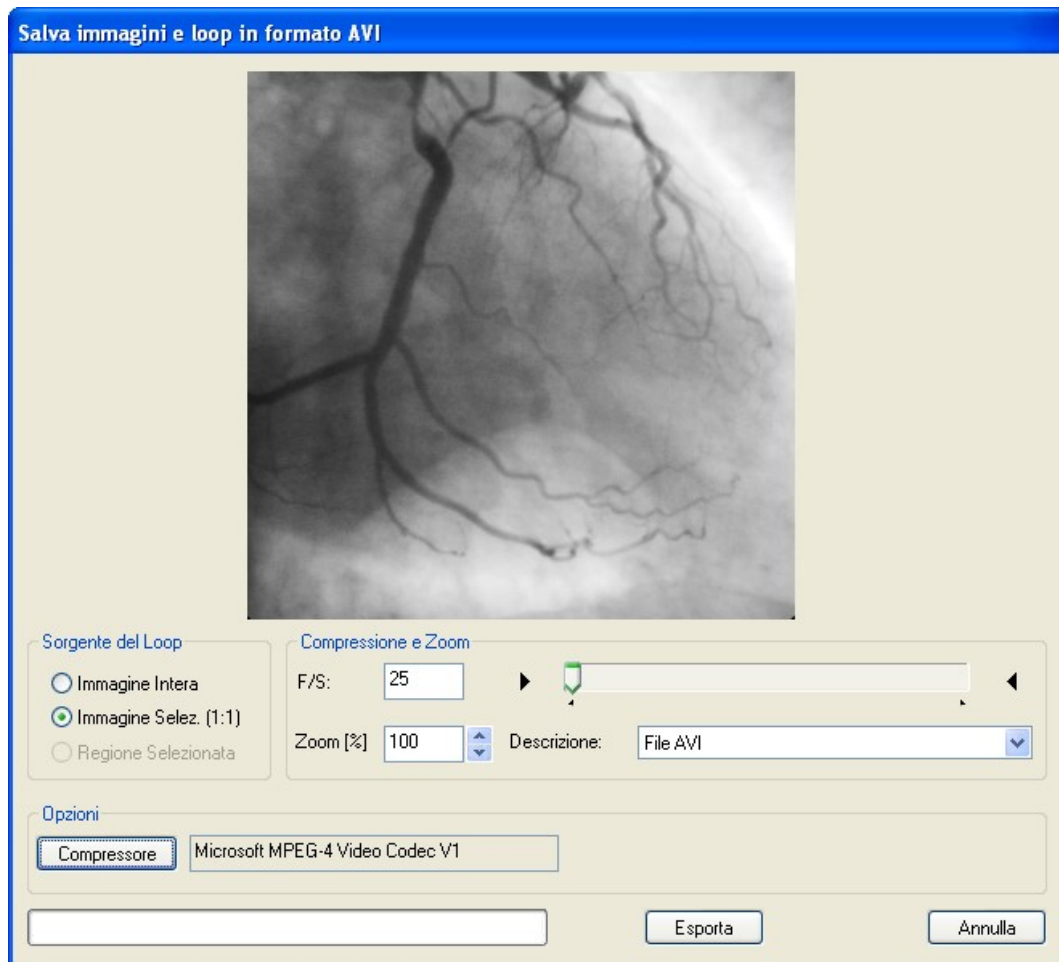 Salva immagini e loop in formato AVI
Sorgente del Loop
Immagine Intera
Immagine Selez. (1:1)
Regione Selezionata
Compressione e Zoom
F/S: 25
Zoom [%] 100 Descrizione: File AVI
Opzioni
Compressore Microsoft MPEG-4 Video Codec V1
Esporta Annulla